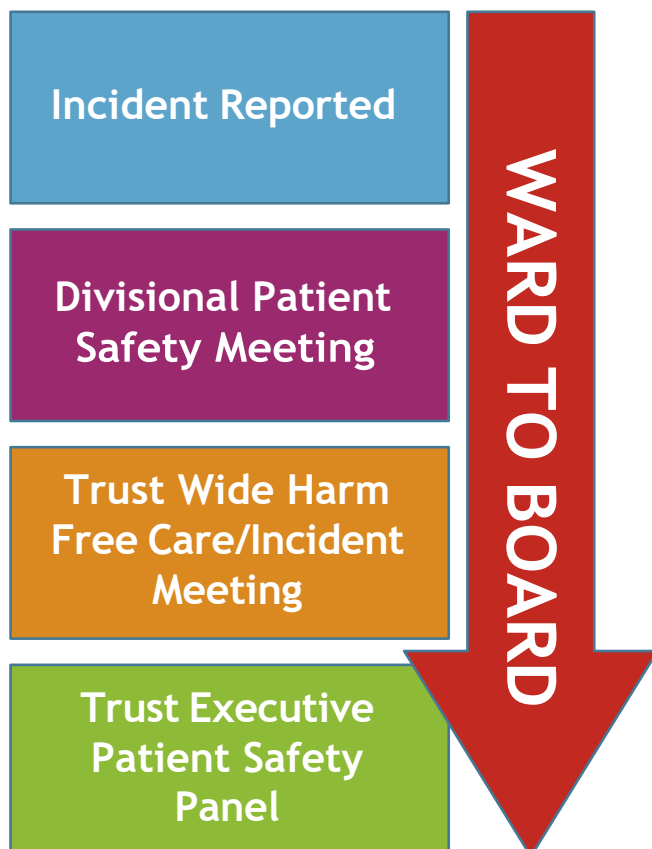 Incident Reported
Divisional Patient
Safety Meeting
Trust Wide Harm
Free Care/Incident
Meeting
Trust Executive
Patient Safety
Panel
WARD TO BOARD